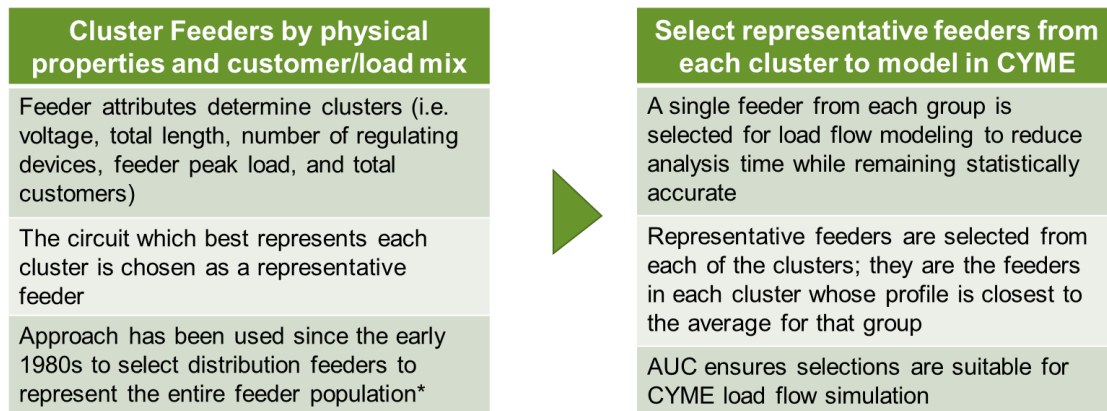 Cluster Feeders by physical
properties and customer/load mix
Feeder attributes determine clusters (i.e.
voltage, total length, number of regulating
devices, feeder peak load, and total
customers)
The circuit which best represents each
cluster is chosen as a representative
feeder
Approach has been used since the early
1980s to select distribution feeders to
represent the entire feeder population*
Select representative feeders from
each cluster to model in CYME
A single feeder from each group is
selected for load flow modeling to reduce
analysis time while remaining statistically
accurate
Representative feeders are selected from
each of the clusters; they are the feeders
in each cluster whose profile is closest to
the average for that group
AUC ensures selections are suitable for
CYME load flow simulation